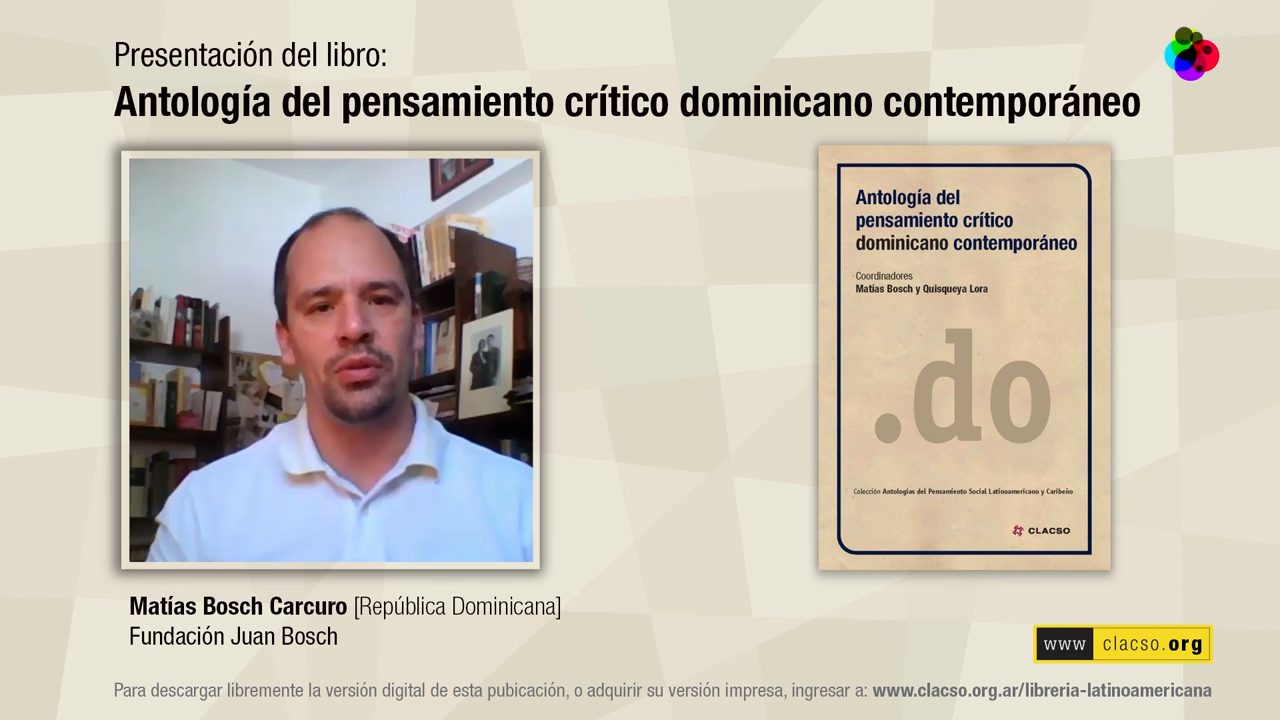 Presentación del libro:
Antología del pensamiento crítico dominicano contemporáneo
Antología del
pensamiento crítico
dominicano contemporáneo
Coordinadores
Matías Bosch y Quisqueya Lora
.do
Colección Antologías del Pensamiento Social Latinoamericano y Caribeño
CLACSO
Matías Bosch Carcuro [República Dominicana]
Fundación Juan Bosch
www clacso.org
Para descargar libremente la versión digital de esta pubicación, o adquirir su versión impresa, ingresar a: www.clacso.org.ar/libreria-latinoamericana